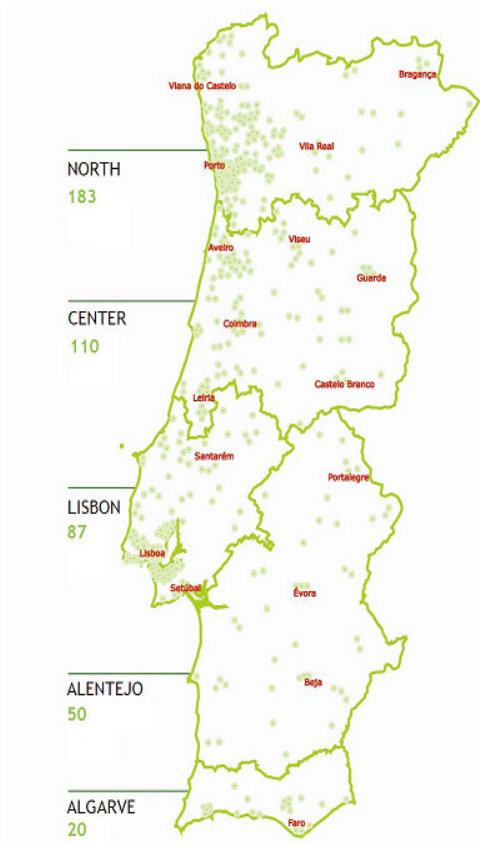 Bragança
Viana do Castelo
Vila Real
Porto
NORTH
183
Viseu
Aveiro
Guarda
CENTER
110
Coimbra
Castelo Branco
Leiria
Santarém
Portalegre
LISBON
87
Lisboa
Setúbal
Évora
ALENTEJO
50
Beja
ALGARVE
20
Faro